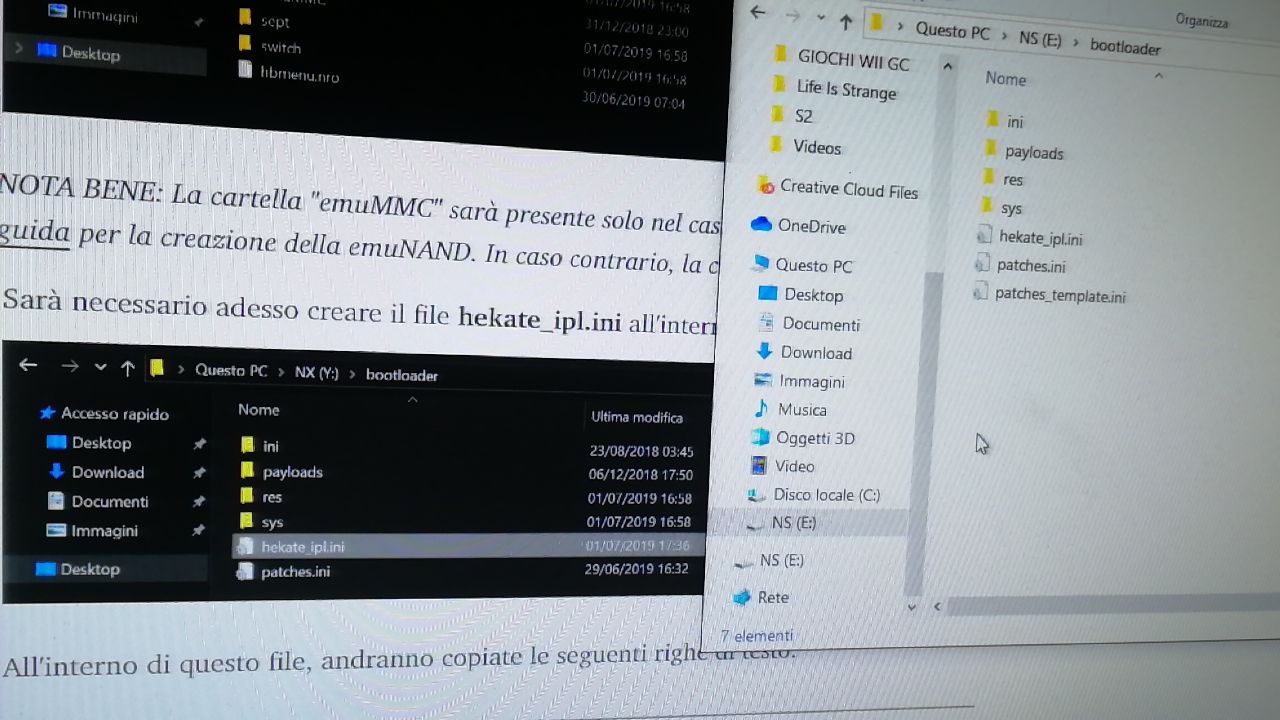 Immagini
Desktop
sept
switch
hbmenu.nro
01/07/2019 16:58
31/12/2018 23:00
01/07/2019 16:58
01/07/2019 16:58
30/06/2019 07:04
NOTA BENE: La cartella "emuMMC" sarà presente solo nel cas
guida per la creazione della emuNAND. In caso contrario, la c
Sarà necessario adesso creare il file hekate_ipl.ini all'intern
Questo PC > NX (Y:) > bootloader
Accesso rapido
Desktop
Download
Documenti
Immagini
Desktop
Nome
Ultima modifica
ini
23/08/2018 03:45
payloads
06/12/2018 17:50
res
01/07/2019 16:58
sys
01/07/2019 16:58
hekate_ipl.ini
01/07/2019 17:36
patches.ini
29/06/2019 16:32
All'interno di questo file, andranno copiate le seguenti righe di testo:
Organizza
Questo PC > NS (E:) > bootloader
GIOCHI WII GC
Life Is Strange
S2
Videos
Creative Cloud Files
OneDrive
Questo PC
Desktop
Documenti
Download
Immagini
Musica
Oggetti 3D
Video
Disco locale (C:)
NS (E:)
NS (E:)
Rete
7 elementi
Nome
ini
payloads
res
sys
hekate_ipl.ini
patches.ini
patches_template.ini